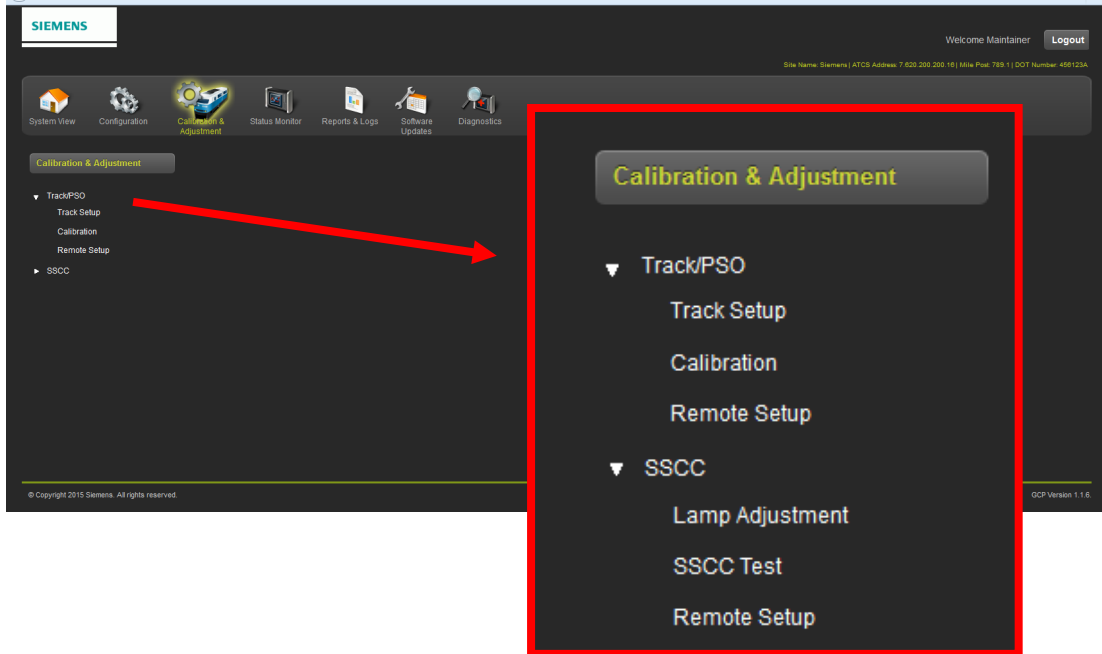 SIEMENS
Welcome Maintainer
Logout
Site Name: Siemens | ATCS Address: 7.620.200.200.16 | Mile Post: 789.1 | DOT Number: 456123A
System View
Configuration
Calibration & Adjustment
Status Monitor
Reports & Logs
Software Updates
Diagnostics
Calibration & Adjustment
Track/PSO
Track Setup
Calibration
Remote Setup
SSCC
Calibration & Adjustment
Track/PSO
Track Setup
Calibration
Remote Setup
SSCC
Lamp Adjustment
SSCC Test
Remote Setup
© Copyright 2015 Siemens. All rights reserved.
GCP Version 1.1.6.